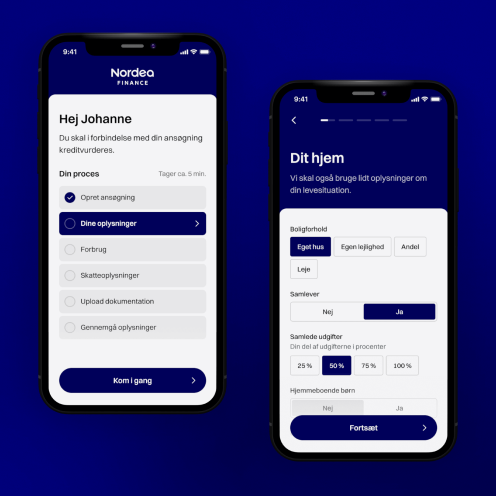 9:41
Nordea
FINANCE
Hej Johanne
Du skal i forbindelse med din ansøgning
kreditvurderes.
Din proces
Tager ca. 5 min.
Opret ansøgning
Dine oplysninger
Forbrug
Skatteoplysninger
Upload dokumentation
Gennemgå oplysninger
Kom i gang
9:41
Dit hjem
Vi skal også bruge lidt oplysninger om
din levesituation.
Boligforhold
Eget hus
Egen lejlighed
Andel
Leje
Samlever
Nej
Ja
Samlede udgifter
Din del af udgifterne i procenter
25 %
50 %
75 %
100 %
Hjemmeboende børn
Nej
Ja
Fortsæt